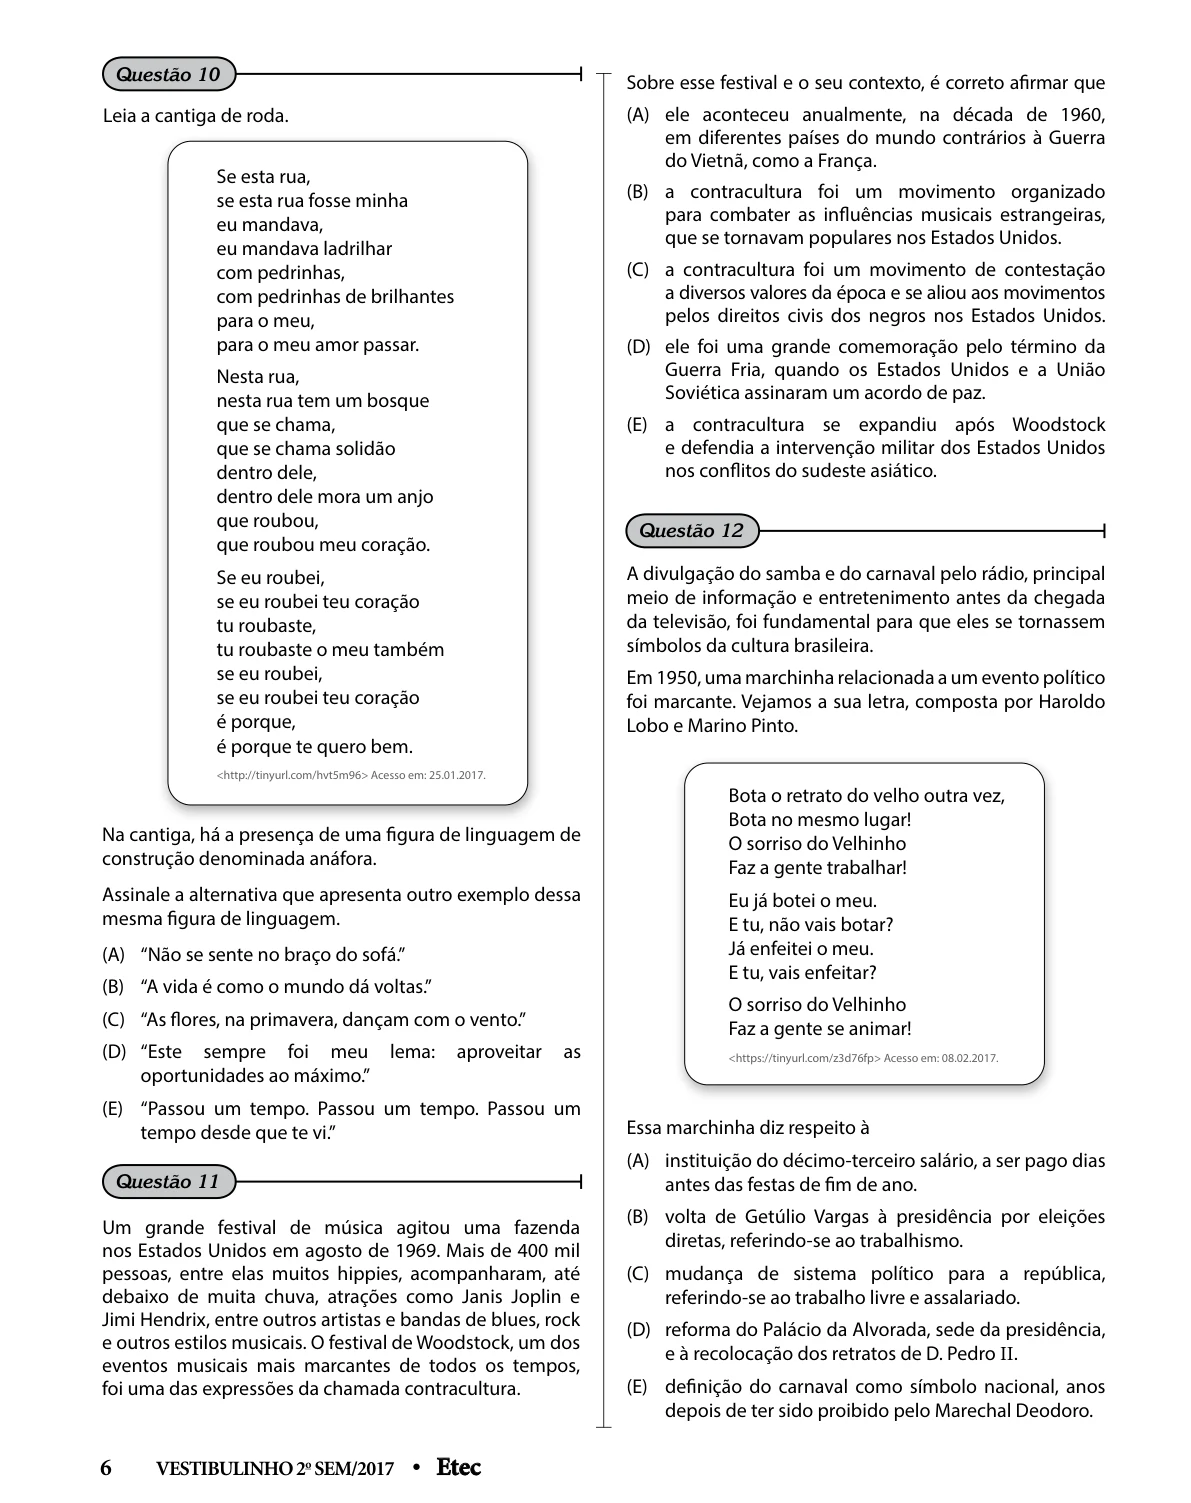 Questão 10
Leia a cantiga de roda.
Se esta rua,
se esta rua fosse minha
eu mandava,
eu mandava ladrilhar
com pedrinhas,
com pedrinhas de brilhantes
para o meu,
para o meu amor passar.
Nesta rua,
nesta rua tem um bosque
que se chama,
que se chama solidão
dentro dele,
dentro dele mora um anjo
que roubou,
que roubou meu coração.
Se eu roubei,
se eu roubei teu coração
tu roubaste,
tu roubaste o meu também
se eu roubei,
se eu roubei teu coração
é porque,
é porque te quero bem.
<http://tinyurl.com/hvt5m96> Acesso em: 25.01.2017.
Na cantiga, há a presença de uma figura de linguagem de
construção denominada anáfora.
Assinale a alternativa que apresenta outro exemplo dessa
mesma figura de linguagem.
(A) “Não se sente no braço do sofá.”
(B) “A vida é como o mundo dá voltas.”
(C) “As flores, na primavera, dançam com o vento.”
(D) “Este sempre foi meu lema: aproveitar as
oportunidades ao máximo.”
(E) “Passou um tempo. Passou um tempo. Passou um
tempo desde que te vi.”
Questão 11
Um grande festival de música agitou uma fazenda
nos Estados Unidos em agosto de 1969. Mais de 400 mil
pessoas, entre elas muitos hippies, acompanharam, até
debaixo de muita chuva, atrações como Janis Joplin e
Jimi Hendrix, entre outros artistas e bandas de blues, rock
e outros estilos musicais. O festival de Woodstock, um dos
eventos musicais mais marcantes de todos os tempos,
foi uma das expressões da chamada contracultura.
Sobre esse festival e o seu contexto, é correto afirmar que
(A) ele aconteceu anualmente, na década de 1960,
em diferentes países do mundo contrários à Guerra
do Vietnã, como a França.
(B) a contracultura foi um movimento organizado
para combater as influências musicais estrangeiras,
que se tornavam populares nos Estados Unidos.
(C) a contracultura foi um movimento de contestação
a diversos valores da época e se aliou aos movimentos
pelos direitos civis dos negros nos Estados Unidos.
(D) ele foi uma grande comemoração pelo término da
Guerra Fria, quando os Estados Unidos e a União
Soviética assinaram um acordo de paz.
(E) a contracultura se expandiu após Woodstock
e defendia a intervenção militar dos Estados Unidos
nos conflitos do sudeste asiático.
Questão 12
A divulgação do samba e do carnaval pelo rádio, principal
meio de informação e entretenimento antes da chegada
da televisão, foi fundamental para que eles se tornassem
símbolos da cultura brasileira.
Em 1950, uma marchinha relacionada a um evento político
foi marcante. Vejamos a sua letra, composta por Haroldo
Lobo e Marino Pinto.
Bota o retrato do velho outra vez,
Bota no mesmo lugar!
O sorriso do Velhinho
Faz a gente trabalhar!
Eu já botei o meu.
E tu, não vais botar?
Já enfeitei o meu.
E tu, vais enfeitar?
O sorriso do Velhinho
Faz a gente se animar!
<https://tinyurl.com/z3d76fp> Acesso em: 08.02.2017.
Essa marchinha diz respeito à
(A) instituição do décimo-terceiro salário, a ser pago dias
antes das festas de fim de ano.
(B) volta de Getúlio Vargas à presidência por eleições
diretas, referindo-se ao trabalhismo.
(C) mudança de sistema político para a república,
referindo-se ao trabalho livre e assalariado.
(D) reforma do Palácio da Alvorada, sede da presidência,
e à recolocação dos retratos de D. Pedro II.
(E) definição do carnaval como símbolo nacional, anos
depois de ter sido proibido pelo Marechal Deodoro.
6 VESTIBULINHO 2º SEM/2017 • Etec